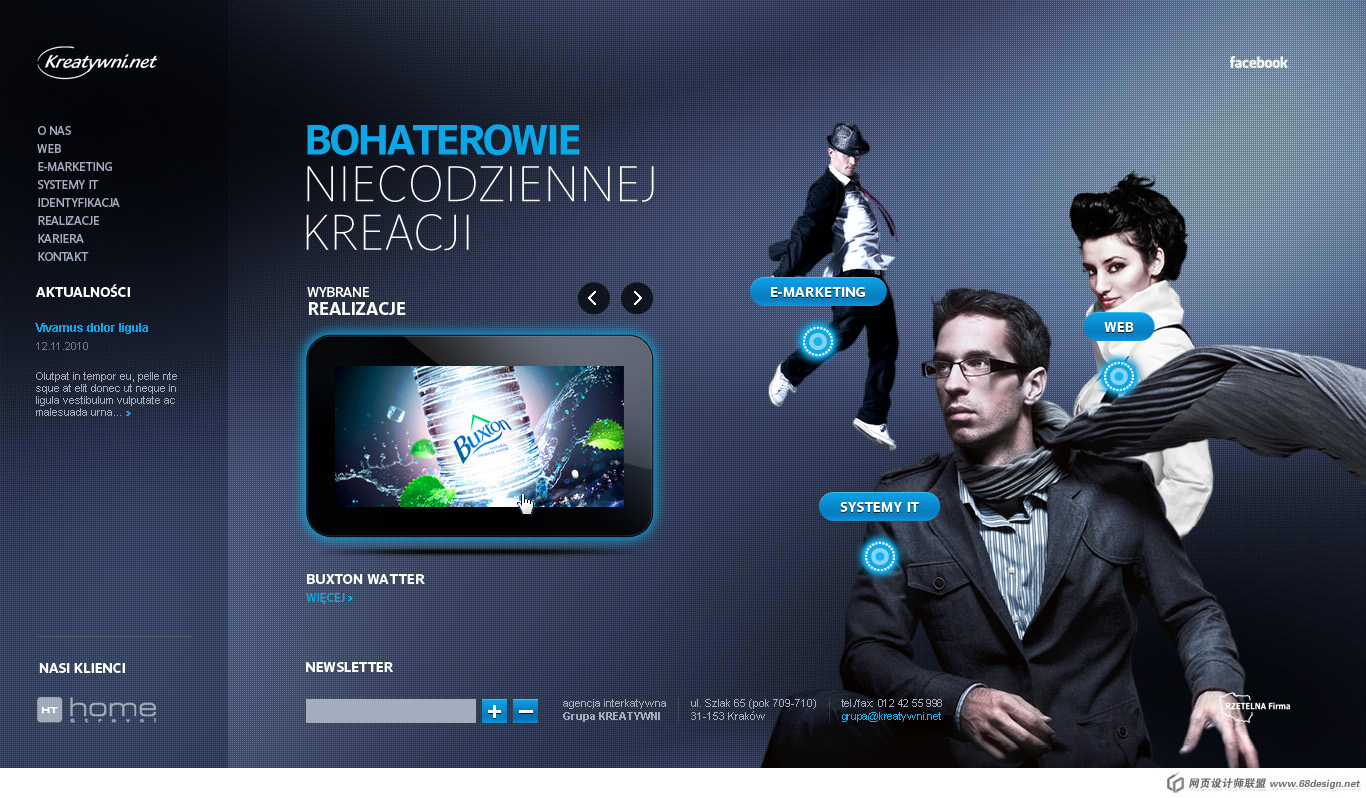 Kreatywni.net
facebook
O NAS
WEB
E-MARKETING
SYSTEMY IT
IDENTYFIKACJA
REALIZACJE
KARIERA
KONTAKT
AKTUALNOŚCI
Vivamus dolor ligula
12.11.2010
Olutpat in tempor eu, pelle nte
sque at elit donec ut neque in
ligula vestibulum vulputate ac
malesuada urna... >
NASI KLIENCI
HT home
BOHATEROWIE
NIECODZIENNEJ
KREACJI
WYBRANE
REALIZACJE
Buxton
BUXTON WATTER
WIĘCEJ >
E-MARKETING
WEB
SYSTEMY IT
NEWSLETTER
agencja interkatywna
Grupa KREATYWNI
ul. Szlak 65 (pok 709-710)
31-153 Kraków
tel./fax: 012 42 55 998
grupa@kreatywni.net
RZETELNA Firma
网页设计师联盟 www.68design.net